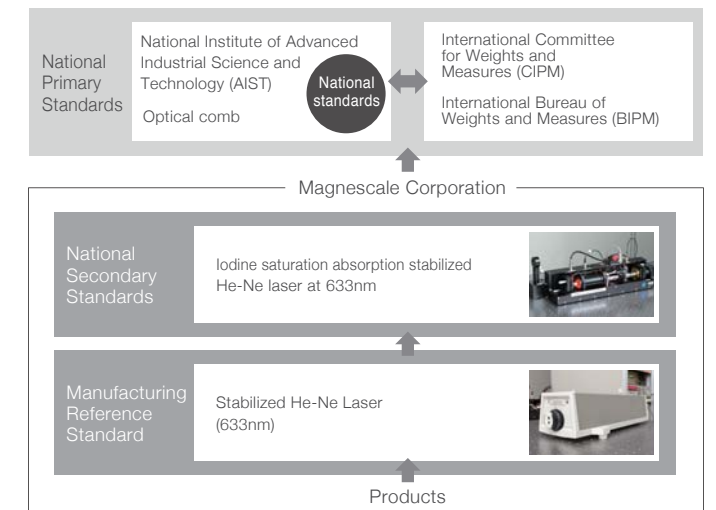 National
Primary
Standards
National Institute of Advanced
Industrial Science and
Technology (AIST)
Optical comb
National
standards
International Committee
for Weights and
Measures (CIPM)
International Bureau of
Weights and Measures (BIPM)
Magnescale Corporation
National
Secondary
Standards
Iodine saturation absorption stabilized
He-Ne laser at 633nm
Manufacturing
Reference
Standard
Stabilized He-Ne Laser
(633nm)
Products